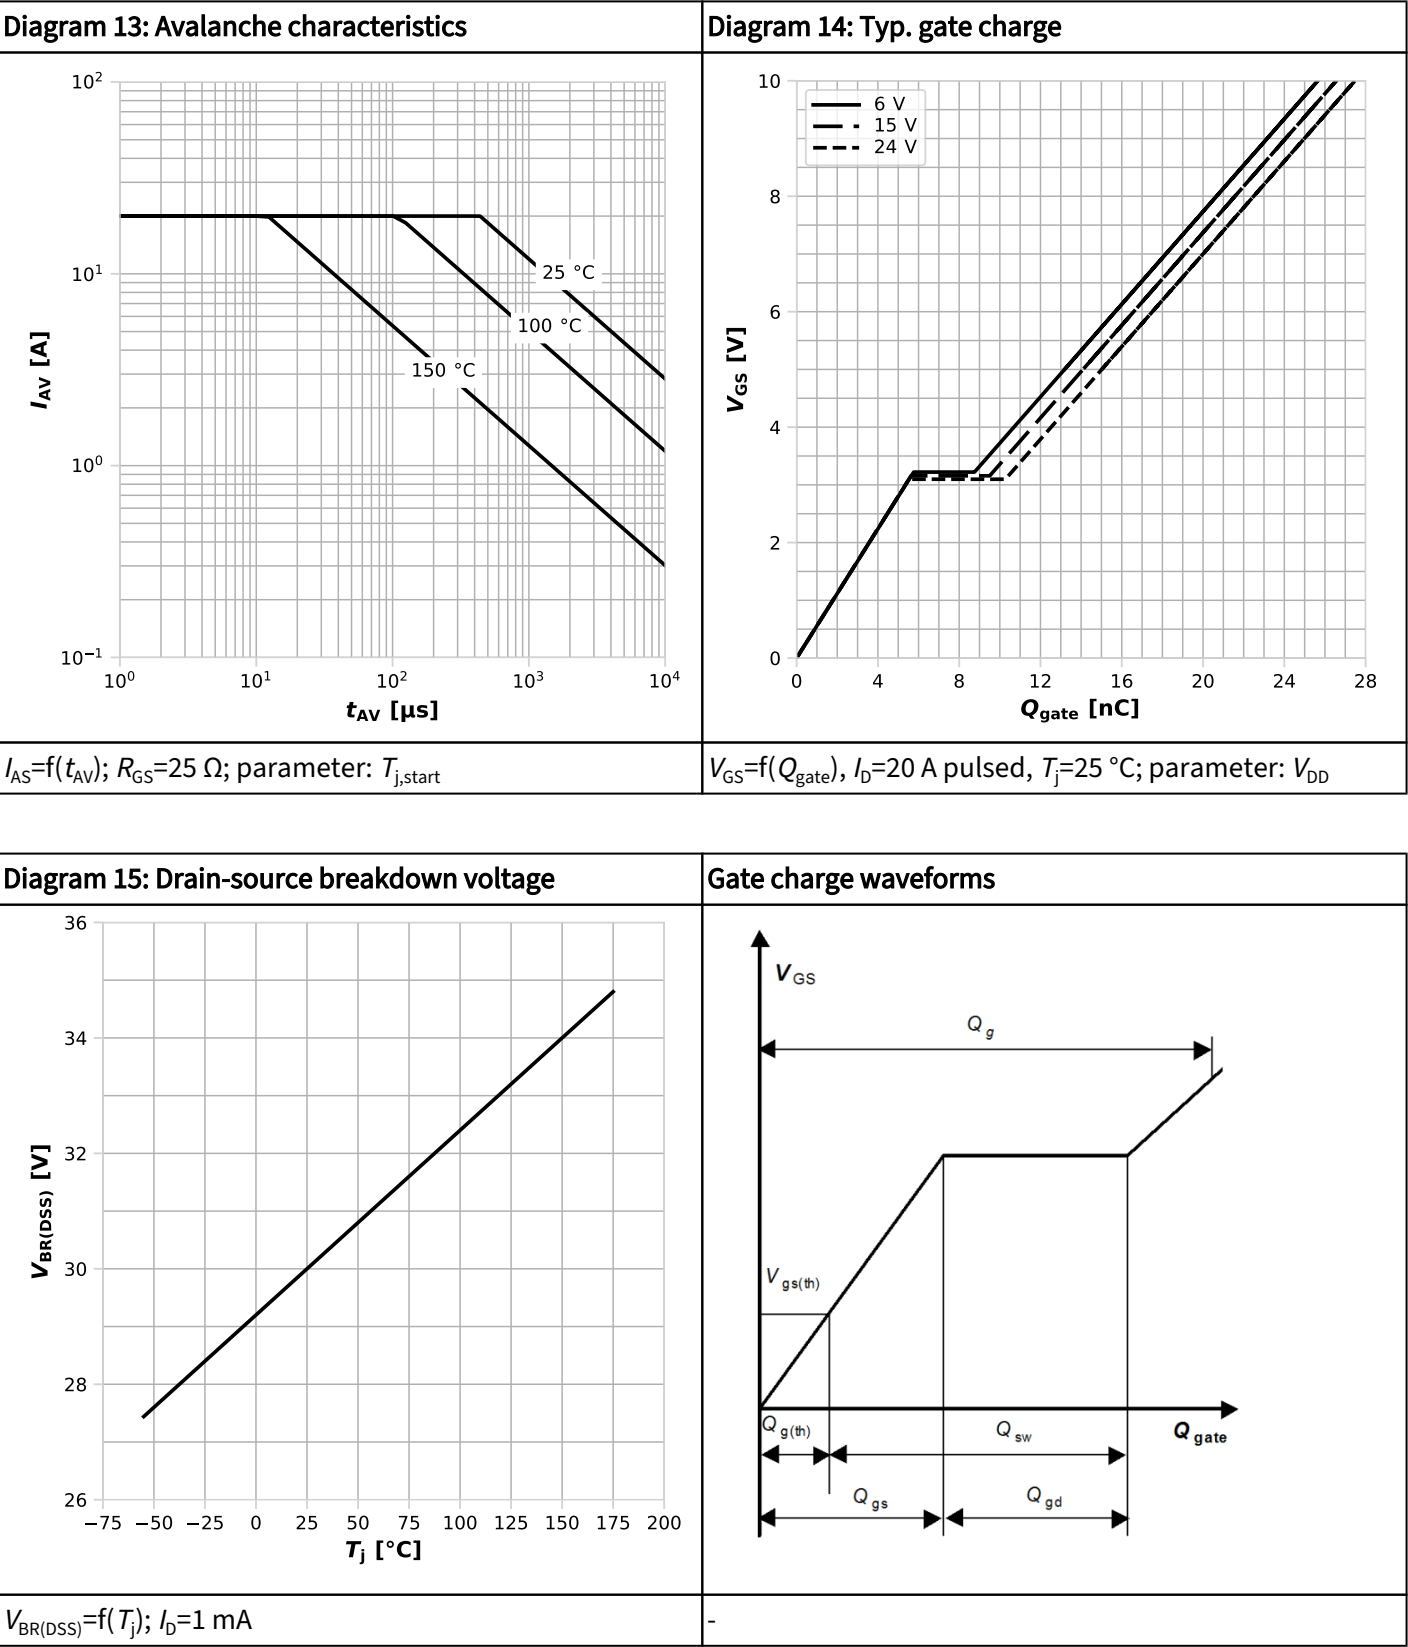 Diagram 13: Avalanche characteristics
10²
10¹
10⁰
10⁻¹
I_AV [A]
25 °C
100 °C
150 °C
10⁰ 10¹ 10² 10³ 10⁴
t_AV [µs]
I_AS=f(t_AV); R_GS=25 Ω; parameter: T_j,start
Diagram 14: Typ. gate charge
10
8
6
4
2
0
V_GS [V]
6 V
15 V
24 V
0 4 8 12 16 20 24 28
Q_gate [nC]
V_GS=f(Q_gate), I_D=20 A pulsed, T_j=25 °C; parameter: V_DD
Diagram 15: Drain-source breakdown voltage
36
34
32
30
28
26
V_BR(DSS) [V]
−75 −50 −25 0 25 50 75 100 125 150 175 200
T_j [°C]
V_BR(DSS)=f(T_j); I_D=1 mA
Gate charge waveforms
V_GS
Q_g
V_gs(th)
Q_g(th)
Q_sw
Q_gate
Q_gs
Q_gd
-